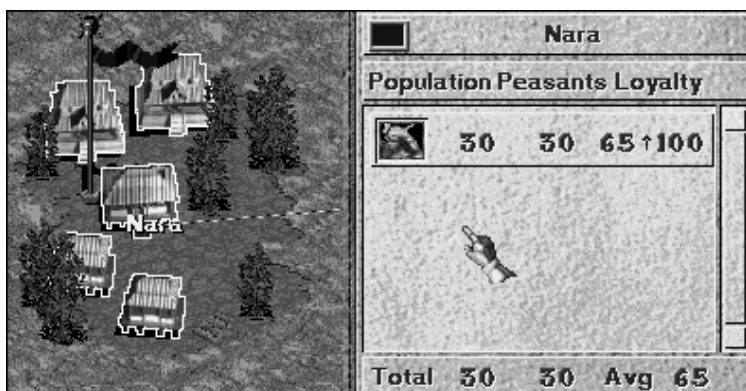 Nara
Nara
Population Peasants Loyalty
30 30 65↑100
Total 30 30 Avg 65